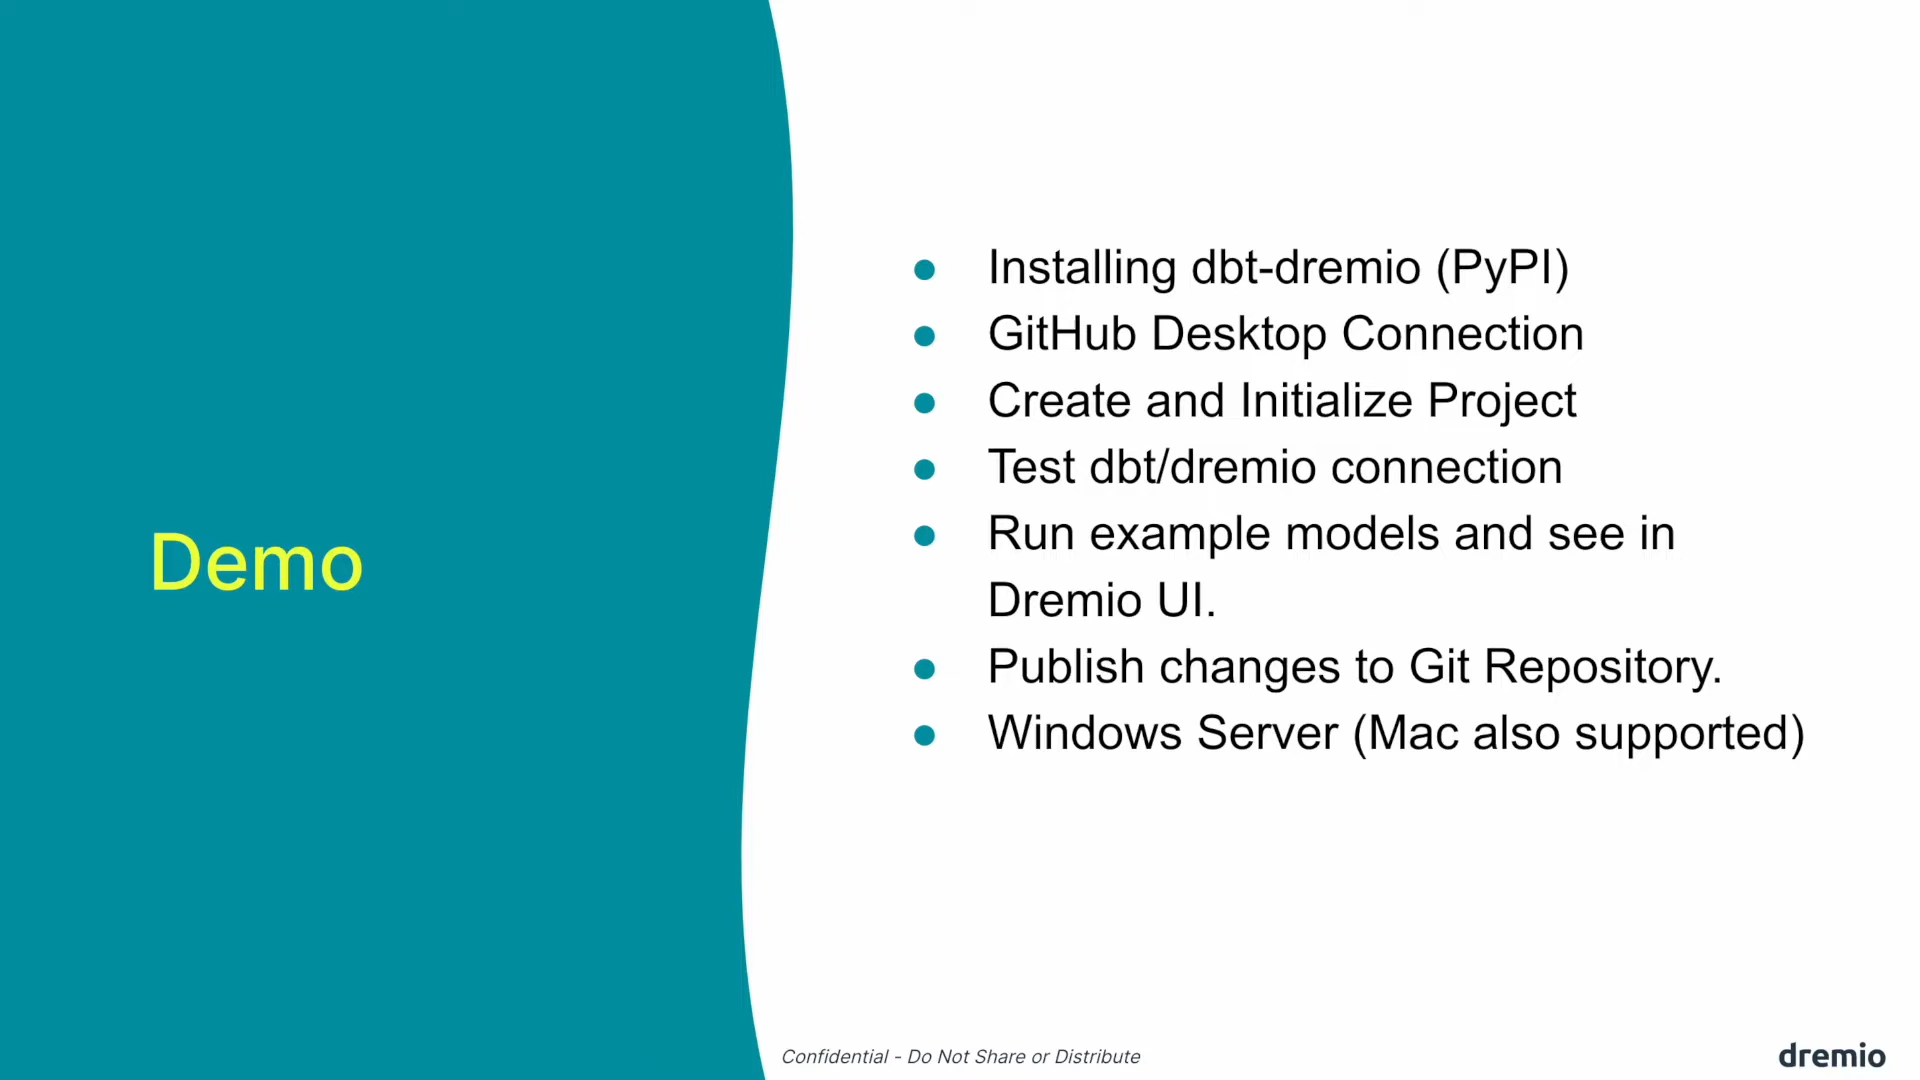 Demo
● Installing dbt-dremio (PyPI)
● GitHub Desktop Connection
● Create and Initialize Project
● Test dbt/dremio connection
● Run example models and see in
Dremio UI.
● Publish changes to Git Repository.
● Windows Server (Mac also supported)
Confidential - Do Not Share or Distribute
dremio